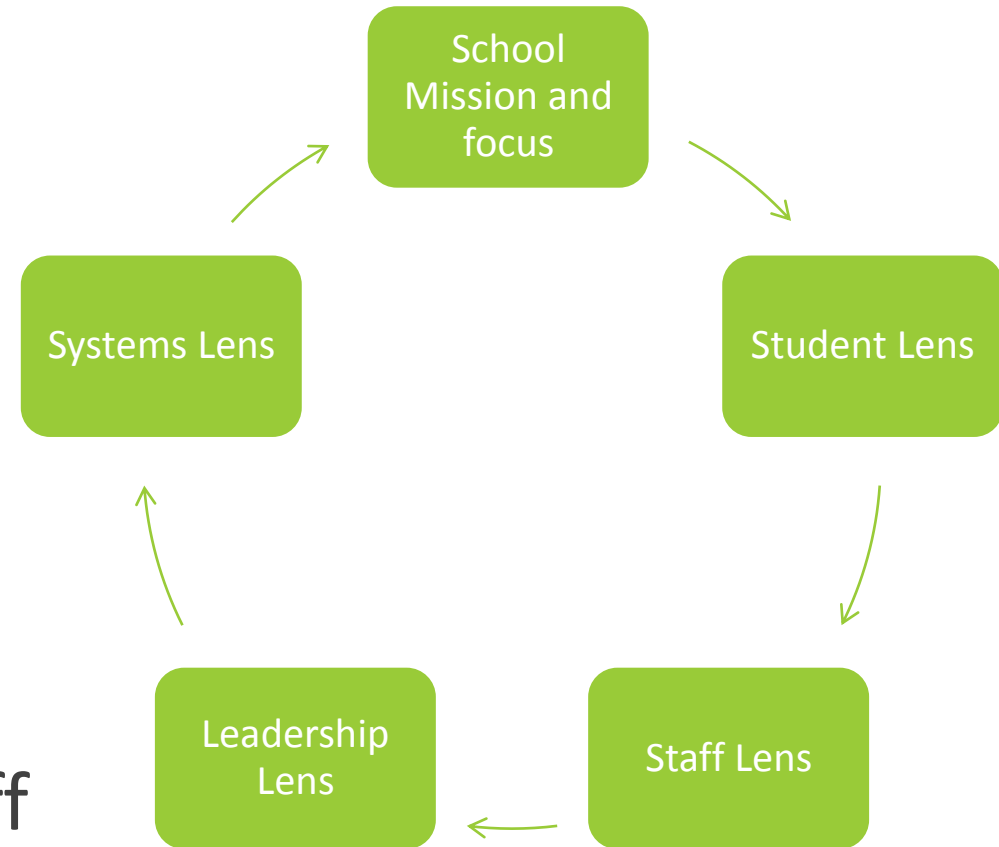 School
Mission and
focus
Systems Lens
Student Lens
Leadership
Lens
Staff Lens